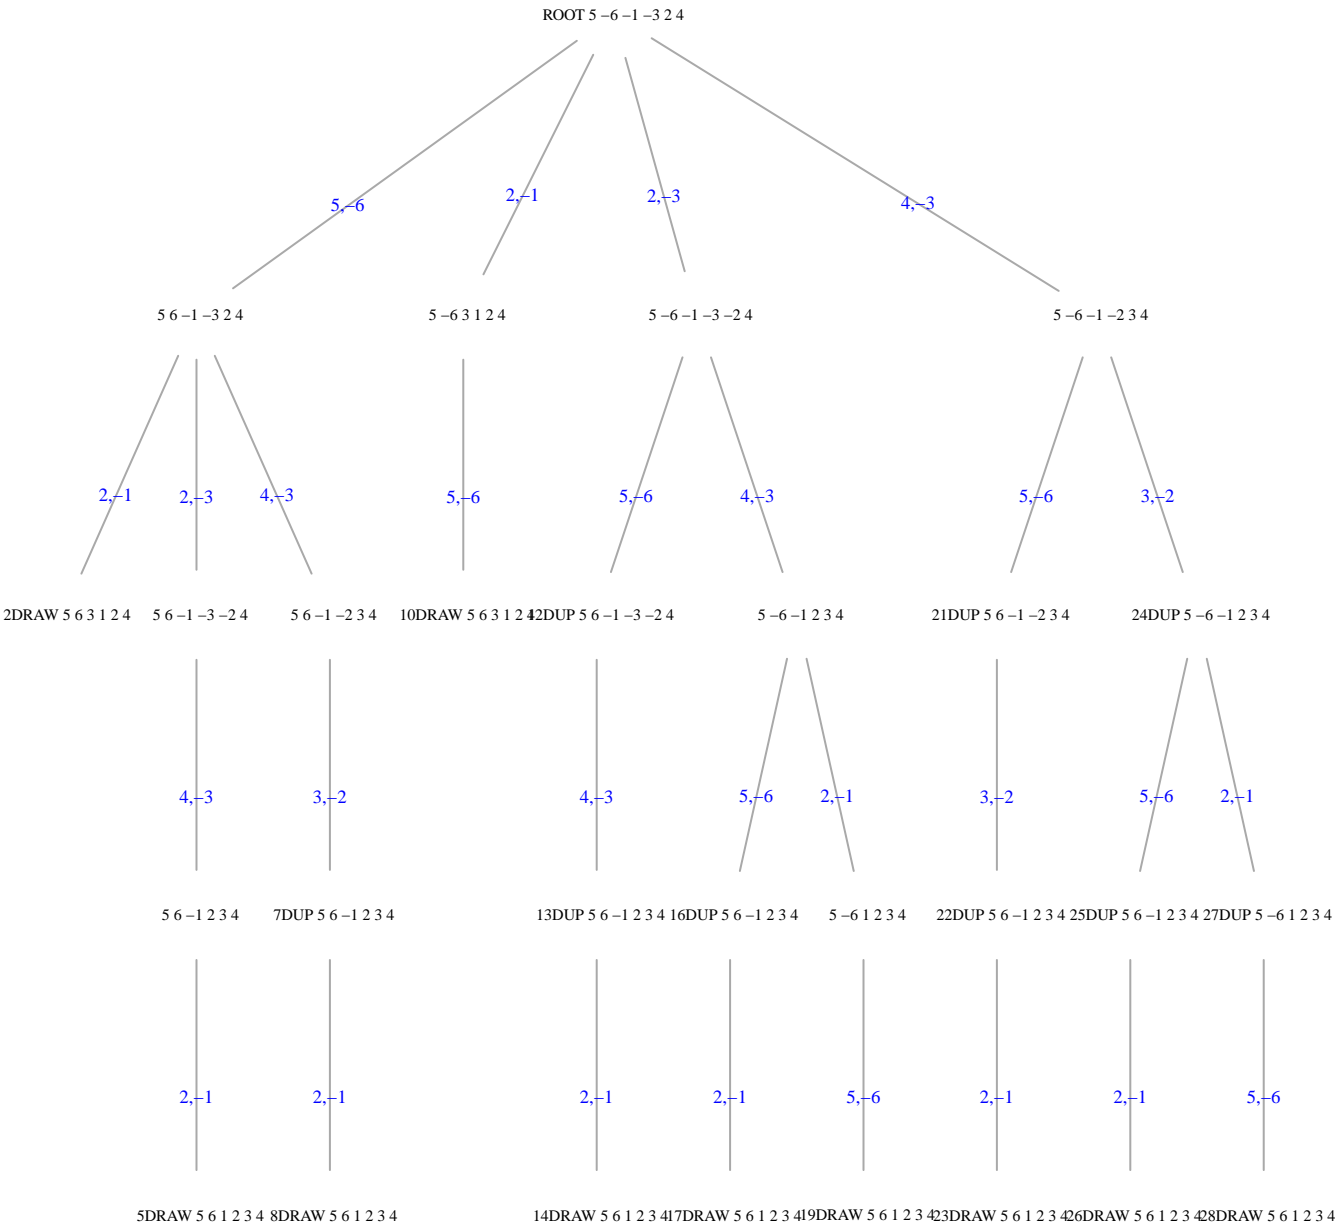 ROOT 5 –6 –1 –3 2 4
5,–6
2,–1
2,–3
4,–3
5 6 –1 –3 2 4
5 –6 3 1 2 4
5 –6 –1 –3 –2 4
5 –6 –1 –2 3 4
2,–1
2,–3
4,–3
5,–6
5,–6
4,–3
5,–6
3,–2
2DRAW 5 6 3 1 2 4
5 6 –1 –3 –2 4
5 6 –1 –2 3 4
10DRAW 5 6 3 1 2 4
12DUP 5 6 –1 –3 –2 4
5 –6 –1 2 3 4
21DUP 5 6 –1 –2 3 4
24DUP 5 –6 –1 2 3 4
4,–3
3,–2
4,–3
5,–6
2,–1
3,–2
5,–6
2,–1
5 6 –1 2 3 4
7DUP 5 6 –1 2 3 4
13DUP 5 6 –1 2 3 4
16DUP 5 6 –1 2 3 4
5 –6 1 2 3 4
22DUP 5 6 –1 2 3 4
25DUP 5 6 –1 2 3 4
27DUP 5 –6 1 2 3 4
2,–1
2,–1
2,–1
2,–1
5,–6
2,–1
2,–1
5,–6
5DRAW 5 6 1 2 3 4
8DRAW 5 6 1 2 3 4
14DRAW 5 6 1 2 3 4
17DRAW 5 6 1 2 3 4
19DRAW 5 6 1 2 3 4
23DRAW 5 6 1 2 3 4
26DRAW 5 6 1 2 3 4
28DRAW 5 6 1 2 3 4